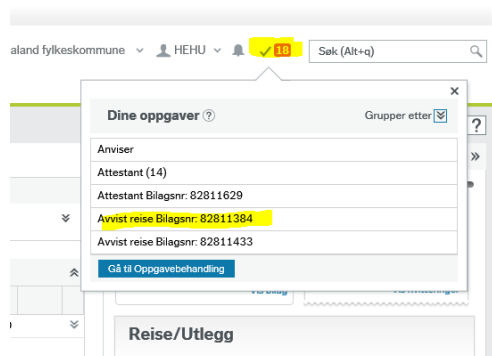 aland fylkeskommune HEHU 18 Søk (Alt+q)
Dine oppgaver ? Grupper etter
?
Anviser
Attestant (14)
Attestant Bilagsnr: 82811629
Avvist reise Bilagsnr: 82811384
Avvist reise Bilagsnr: 82811433
Gå til Oppgavebehandling
Reise/Utlegg